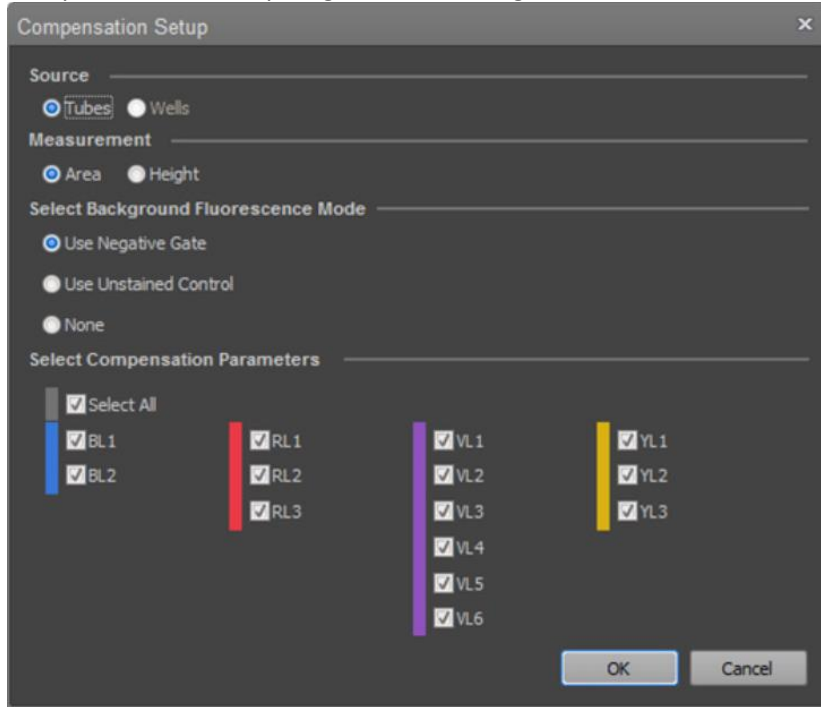 Compensation Setup
Source
Tubes Wells
Measurement
Area Height
Select Background Fluorescence Mode
Use Negative Gate
Use Unstained Control
None
Select Compensation Parameters
Select All
BL1 RL1 VL1 YL1
BL2 RL2 VL2 YL2
RL3 VL3 YL3
VL4
VL5
VL6
OK Cancel